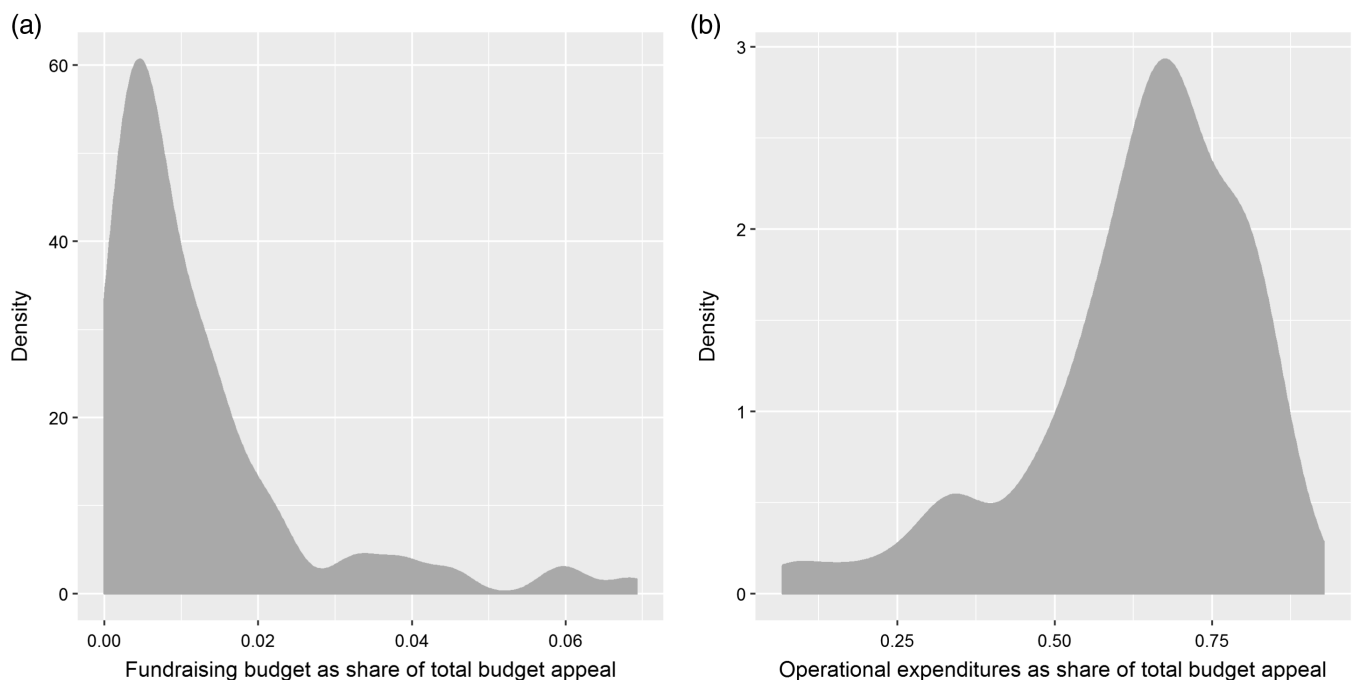 (a)
60
40
20
0
Density
0.00 0.02 0.04 0.06
Fundraising budget as share of total budget appeal
(b)
3
2
1
0
Density
0.25 0.50 0.75
Operational expenditures as share of total budget appeal